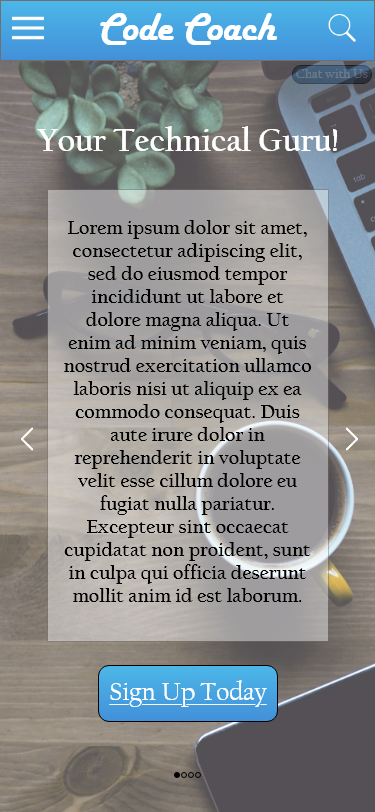 Code Coach
Chat with Us
Your Technical Guru!
Lorem ipsum dolor sit amet,
consectetur adipiscing elit,
sed do eiusmod tempor
incididunt ut labore et
dolore magna aliqua. Ut
enim ad minim veniam, quis
nostrud exercitation ullamco
laboris nisi ut aliquip ex ea
commodo consequat. Duis
aute irure dolor in
reprehenderit in voluptate
velit esse cillum dolore eu
fugiat nulla pariatur.
Excepteur sint occaecat
cupidatat non proident, sunt
in culpa qui officia deserunt
mollit anim id est laborum.
Sign Up Today